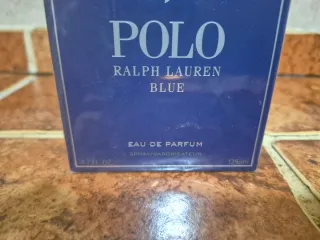 POLO
RALPH LAUREN
BLUE
EAU DE PARFUM